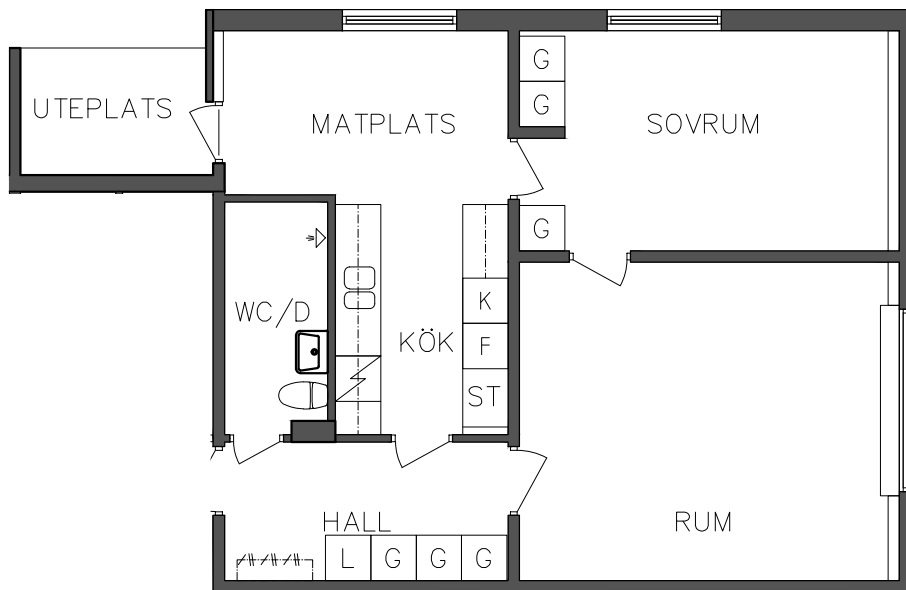 G
G
UTEPLATS
MATPLATS
SOVRUM
G
WC/D
K
KÖK
F
ST
HALL
RUM
L G G G